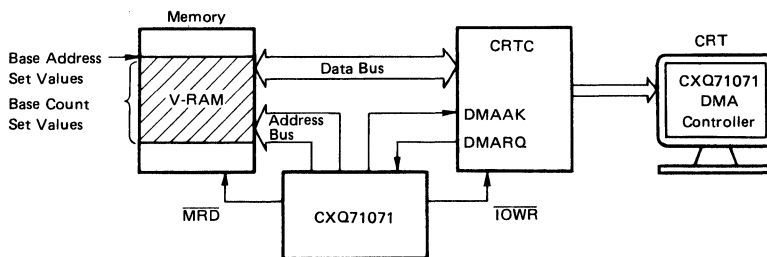 Memory
Base Address
Set Values
Base Count
Set Values
V-RAM
Data Bus
Address
Bus
CRTC
DMAAK
DMARQ
CRT
CXQ71071
DMA
Controller
MRD
CXQ71071
IOWR